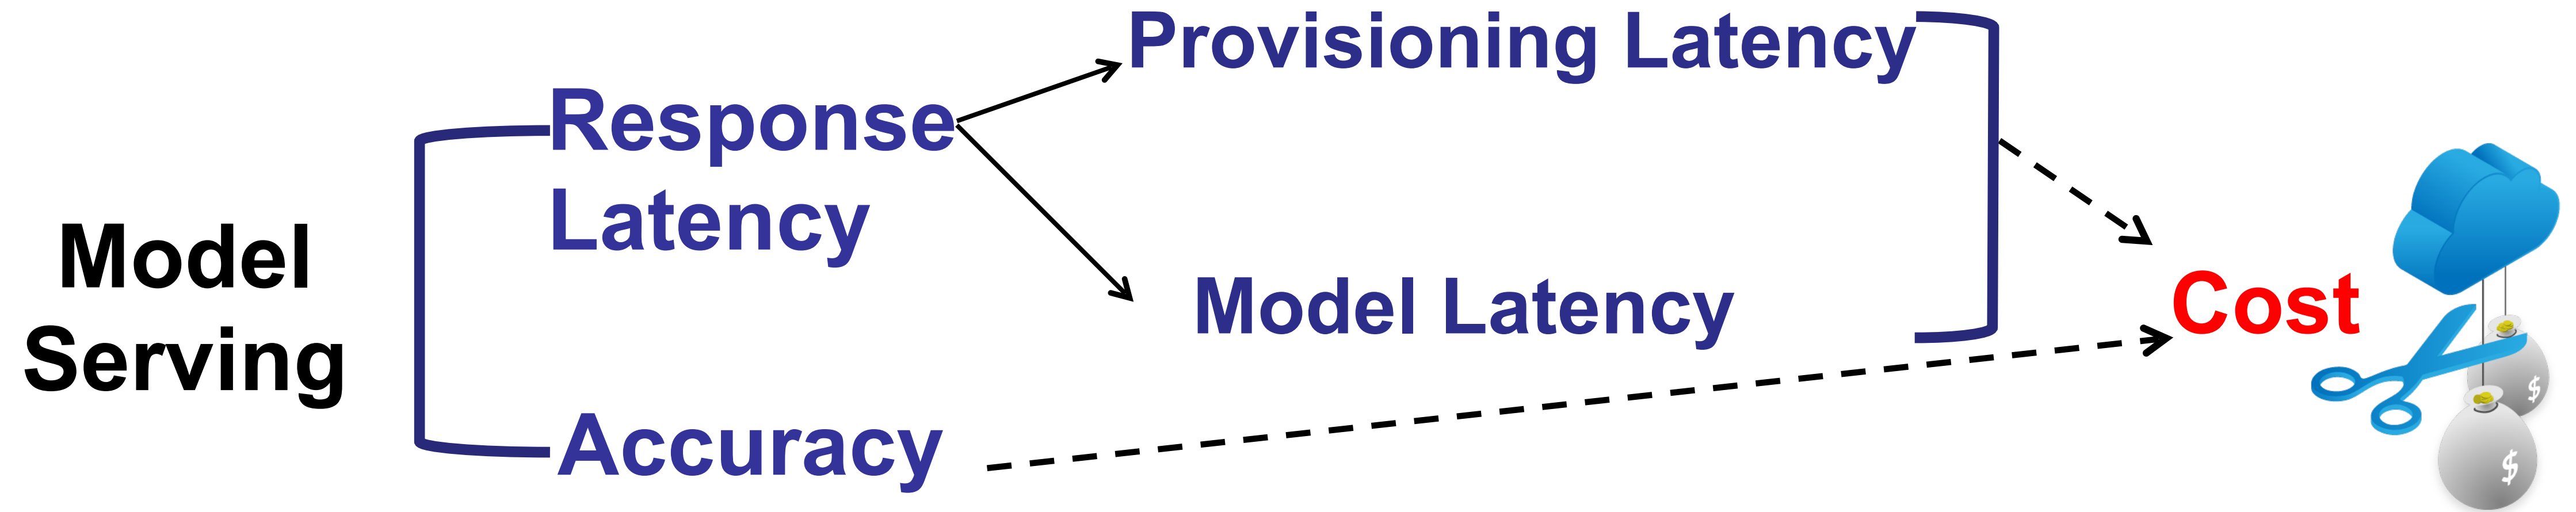 Model
Serving
Response
Latency
Accuracy
Provisioning Latency
Model Latency
Cost
$
$